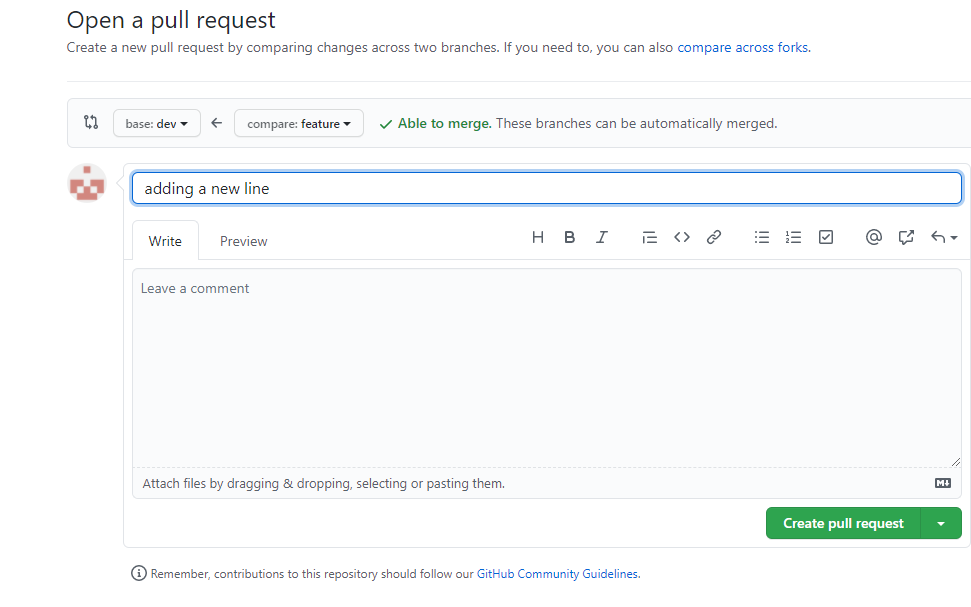 Open a pull request
Create a new pull request by comparing changes across two branches. If you need to, you can also compare across forks.
base: dev compare: feature Able to merge. These branches can be automatically merged.
adding a new line
Write Preview H B I @
Leave a comment
Attach files by dragging & dropping, selecting or pasting them.
Create pull request
Remember, contributions to this repository should follow our GitHub Community Guidelines.